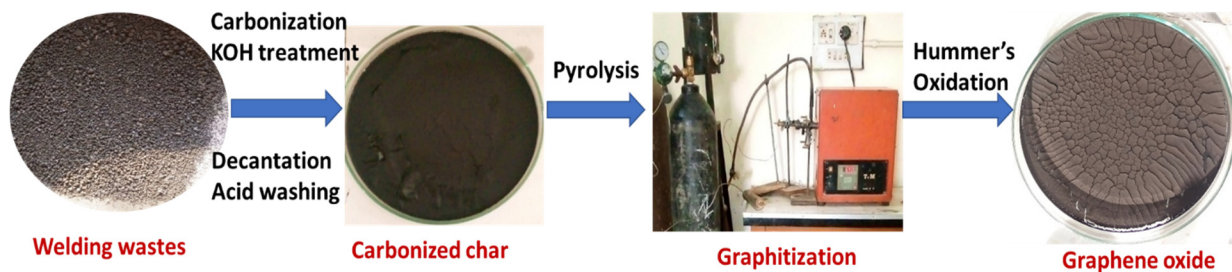 Carbonization
KOH treatment
Decantation
Acid washing
Welding wastes
Carbonized char
Pyrolysis
Graphitization
Hummer's
Oxidation
Graphene oxide